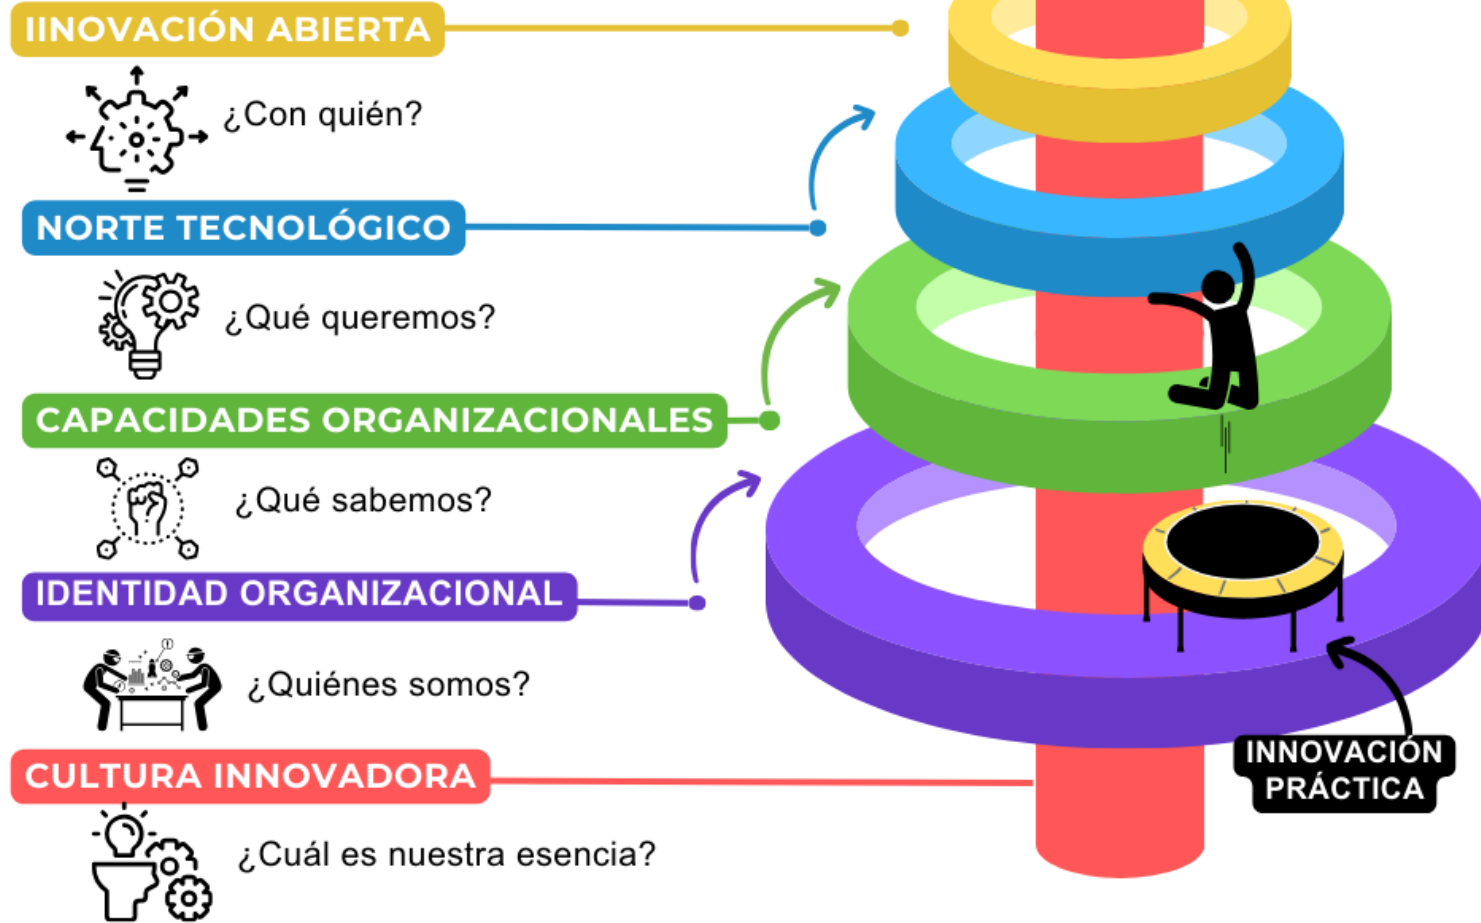 IINOVACIÓN ABIERTA
¿Con quién?
NORTE TECNOLÓGICO
¿Qué queremos?
CAPACIDADES ORGANIZACIONALES
¿Qué sabemos?
IDENTIDAD ORGANIZACIONAL
¿Quiénes somos?
CULTURA INNOVADORA
¿Cuál es nuestra esencia?
INNOVACIÓN
PRÁCTICA